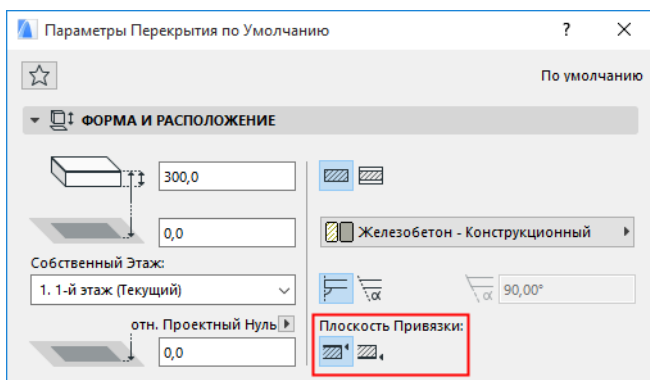 Параметры Перекрытия по Умолчанию
?
По умолчанию
ФОРМА И РАСПОЛОЖЕНИЕ
300,0
0,0
Железобетон - Конструкционный
Собственный Этаж:
1. 1-й этаж (Текущий)
α
α
90,00°
отн. Проектный Нуль
Плоскость Привязки:
0,0